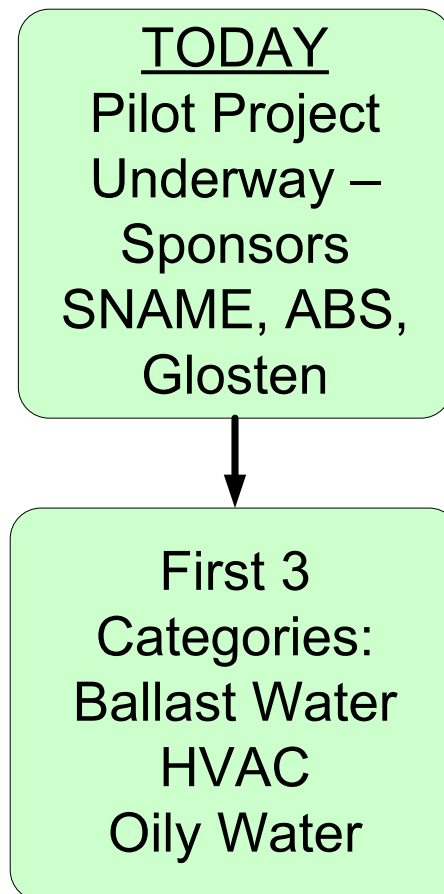 TODAY
Pilot Project
Underway –
Sponsors
SNAME, ABS,
Glosten
First 3
Categories:
Ballast Water
HVAC
Oily Water